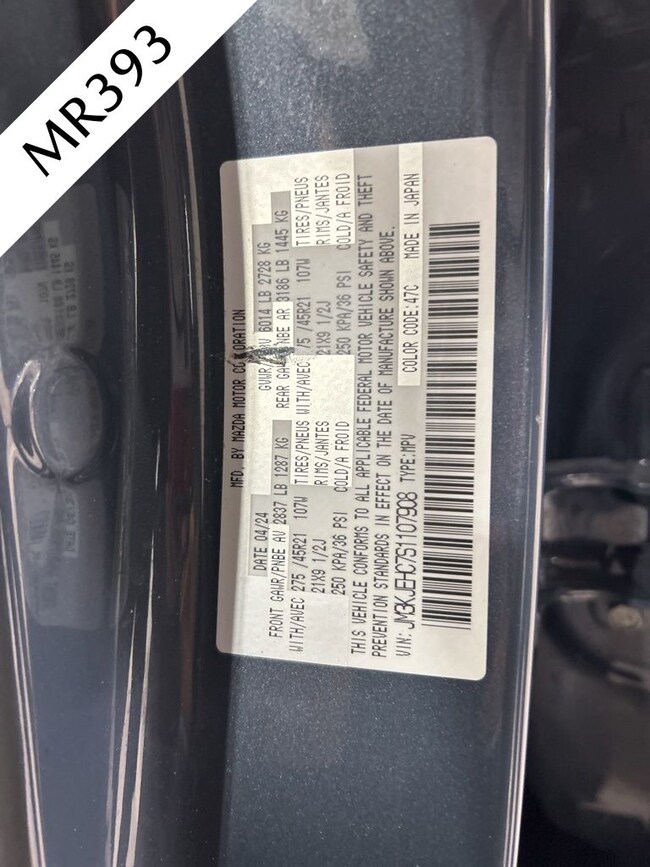 MR393
MFD. BY MAZDA MOTOR CORPORATION
DATE 04/24 GVWR/ 6014 LB 2728 KG
FRONT GAWR/PNBE AV 2837 LB 1287 KG REAR 3186 LB 1445 KG
WITH/AVEC 275 /45R21 107W TIRES/PNEUS WITH/AVEC 275 /45R21 107W TIRES/PNEUS
21X9 1/2J RIMS/JANTES 21X9 1/2J RIMS/JANTES
250 KPA/36 PSI COLD/A FROID 250 KPA/36 PSI COLD/A FROID
THIS VEHICLE CONFORMS TO ALL APPLICABLE FEDERAL MOTOR VEHICLE SAFETY AND THEFT
PREVENTION STANDARDS IN EFFECT ON THE DATE OF MANUFACTURE SHOWN ABOVE.
VIN: JM3KJEHC7S1107908 TYPE:MPV COLOR CODE:47C MADE IN JAPAN